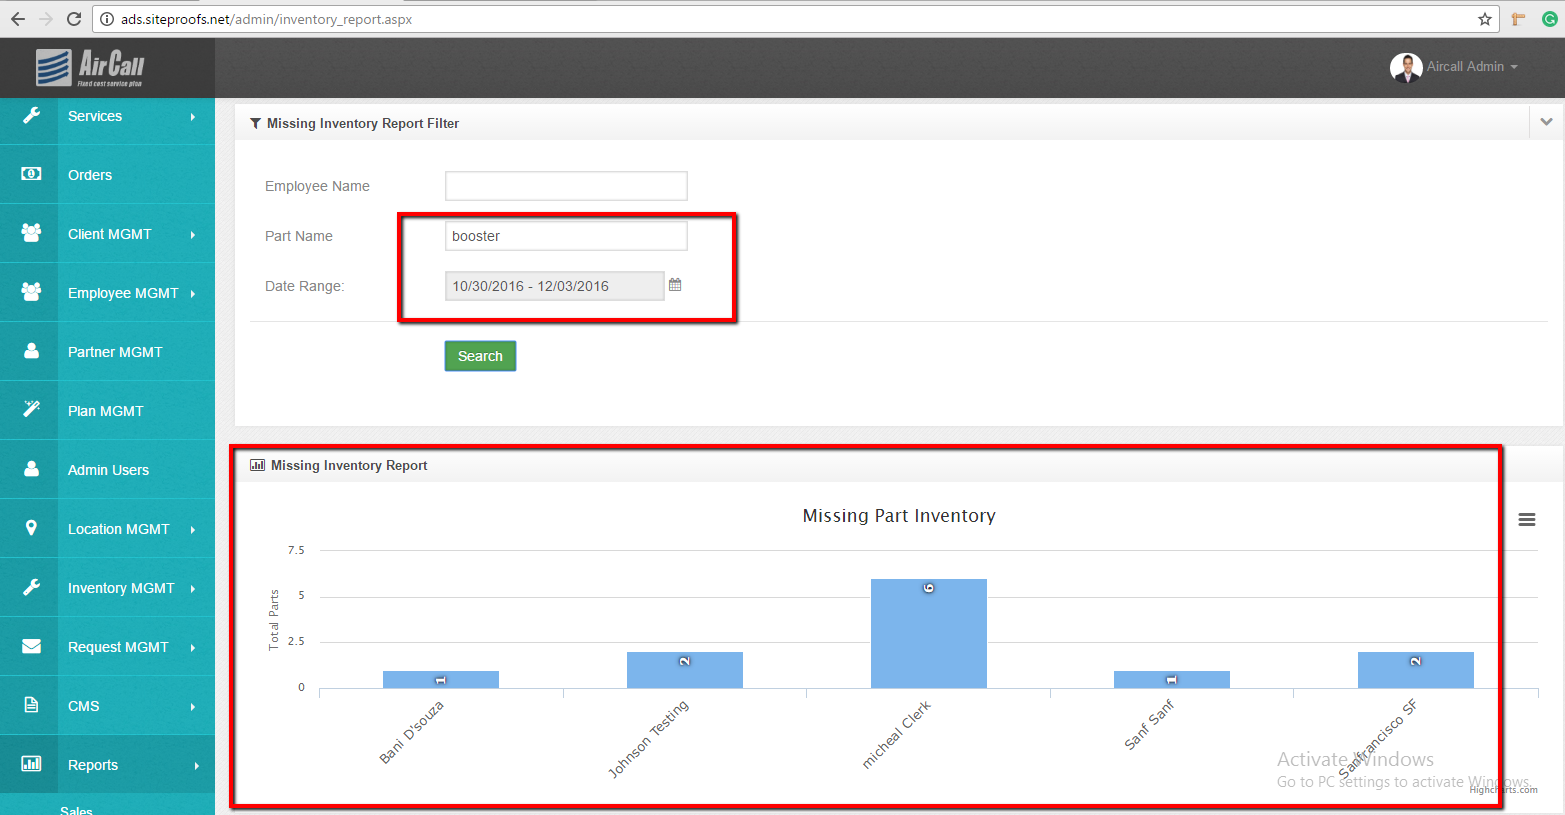 ads.siteproofs.net/admin/inventory_report.aspx
AirCall
Fixed cost service plan
Aircall Admin
Services
Orders
Client MGMT
Employee MGMT
Partner MGMT
Plan MGMT
Admin Users
Location MGMT
Inventory MGMT
Request MGMT
CMS
Reports
Sales
Missing Inventory Report Filter
Employee Name
Part Name booster
Date Range: 10/30/2016 - 12/03/2016
Search
Missing Inventory Report
Missing Part Inventory
Total Parts
7.5
5
2.5
0
1
2
6
1
2
Bani D'souza
Johnson Testing
micheal Clerk
Sanf Sanf
Sanfrancisco SF
Activate Windows
Go to PC settings to activate Windows.
Highcharts.com